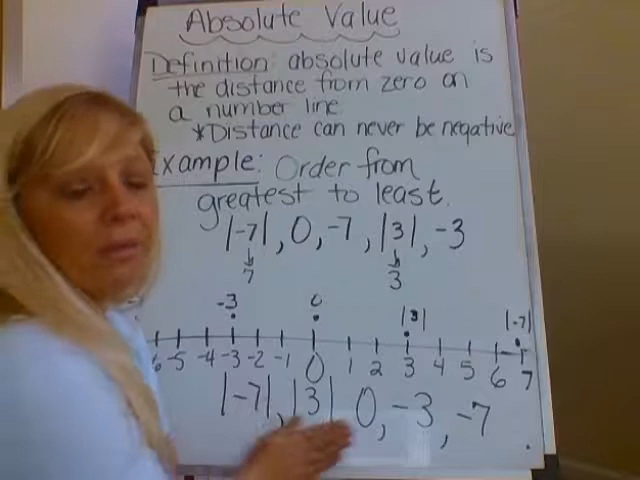 Absolute Value
Definition: absolute value is
the distance from zero on
a number line
*Distance can never be negative
Example: Order from
greatest to least.
|-7|, 0, -7, |3|, -3
7 3
-3 0 |3| |-7|
6 -5 -4 -3 -2 -1 0 1 2 3 4 5 6 7
|-7|, |3| 0, -3, -7